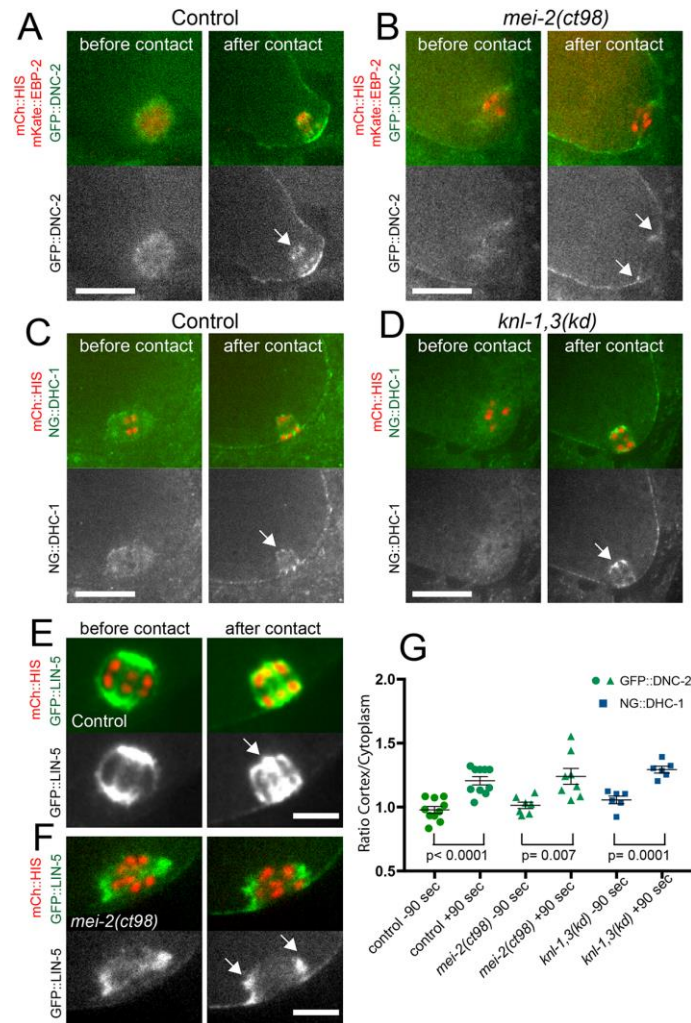 A
Control
before contact
after contact
mCh::HIS
mKate::EBP-2
GFP::DNC-2
GFP::DNC-2
B
mei-2(ct98)
before contact
after contact
mCh::HIS
mKate::EBP-2
GFP::DNC-2
GFP::DNC-2
C
Control
before contact
after contact
mCh::HIS
NG::DHC-1
NG::DHC-1
D
knl-1,3(kd)
before contact
after contact
mCh::HIS
NG::DHC-1
NG::DHC-1
E
before contact
after contact
mCh::HIS
GFP::LIN-5
Control
GFP::LIN-5
F
mCh::HIS
GFP::LIN-5
mei-2(ct98)
GFP::LIN-5
G
GFP::DNC-2
NG::DHC-1
Ratio Cortex/Cytoplasm
2.0
1.5
1.0
0.5
p< 0.0001
p= 0.007
p= 0.0001
control -90 sec
control +90 sec
mei-2(ct98) -90 sec
mei-2(ct98) +90 sec
knl-1,3(kd) -90 sec
knl-1,3(kd) +90 sec